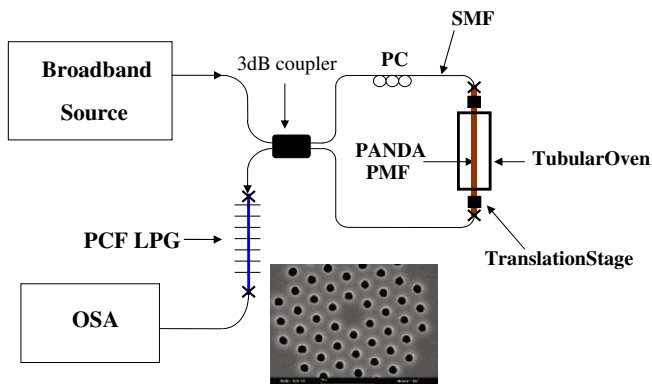 SMF
3dB coupler
PC
Broadband
Source
PANDA
PMF
TubularOven
PCF LPG
TranslationStage
OSA